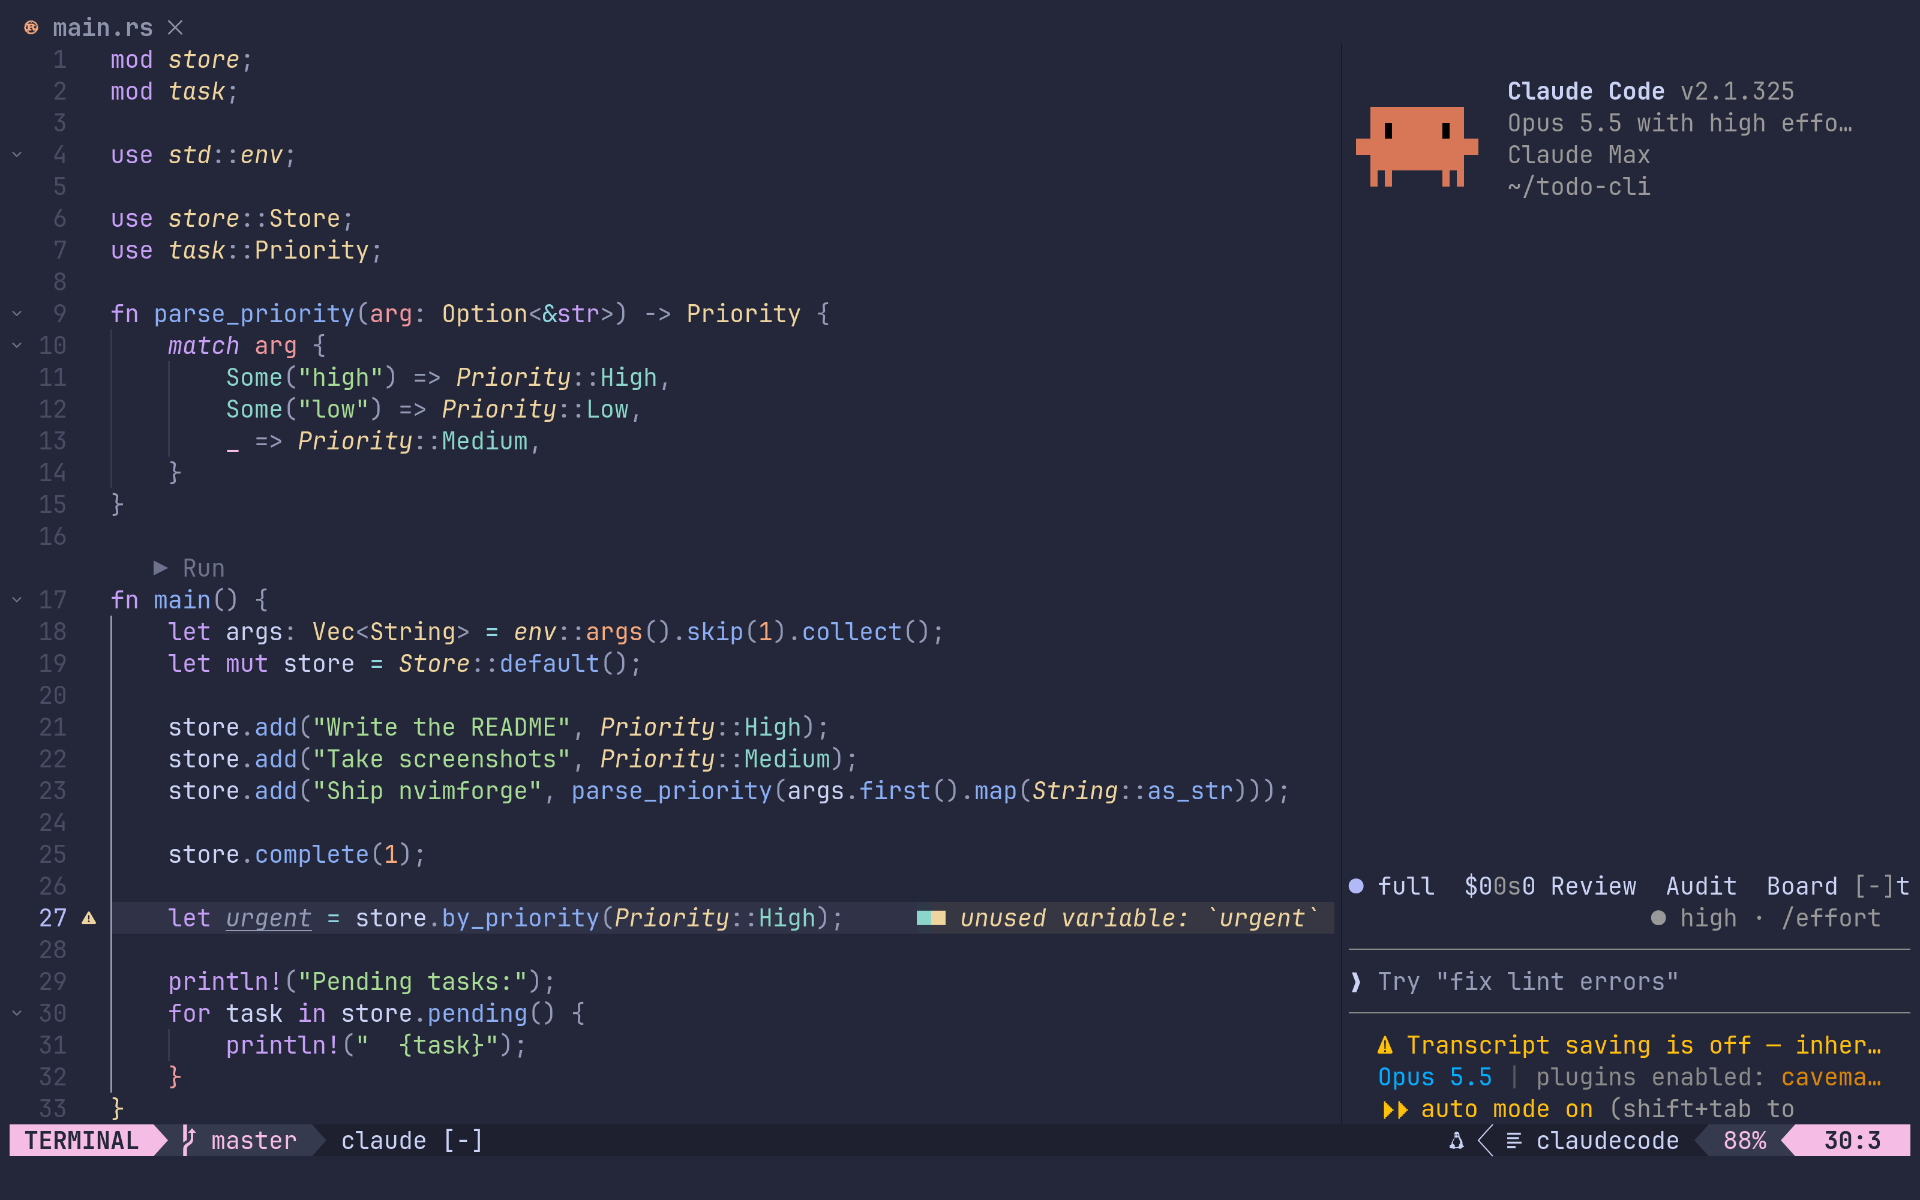 main.rs
1 mod store;
2 mod task;
3
4 use std::env;
5
6 use store::Store;
7 use task::Priority;
8
9 fn parse_priority(arg: Option<&str>) -> Priority {
10 match arg {
11 Some("high") => Priority::High,
12 Some("low") => Priority::Low,
13 _ => Priority::Medium,
14 }
15 }
16
▶ Run
17 fn main() {
18 let args: Vec<String> = env::args().skip(1).collect();
19 let mut store = Store::default();
20
21 store.add("Write the README", Priority::High);
22 store.add("Take screenshots", Priority::Medium);
23 store.add("Ship nvimforge", parse_priority(args.first().map(String::as_str)));
24
25 store.complete(1);
26
27 let urgent = store.by_priority(Priority::High); unused variable: `urgent`
28
29 println!("Pending tasks:");
30 for task in store.pending() {
31 println!("  {task}");
32 }
33 }
Claude Code v2.1.325
Opus 5.5 with high effo…
Claude Max
~/todo-cli
● full $00s0 Review Audit Board [-]t
● high · /effort
❯ Try "fix lint errors"
⚠ Transcript saving is off — inher…
Opus 5.5 | plugins enabled: cavema…
⏵⏵ auto mode on (shift+tab to
TERMINAL master claude [-] claudecode 88% 30:3